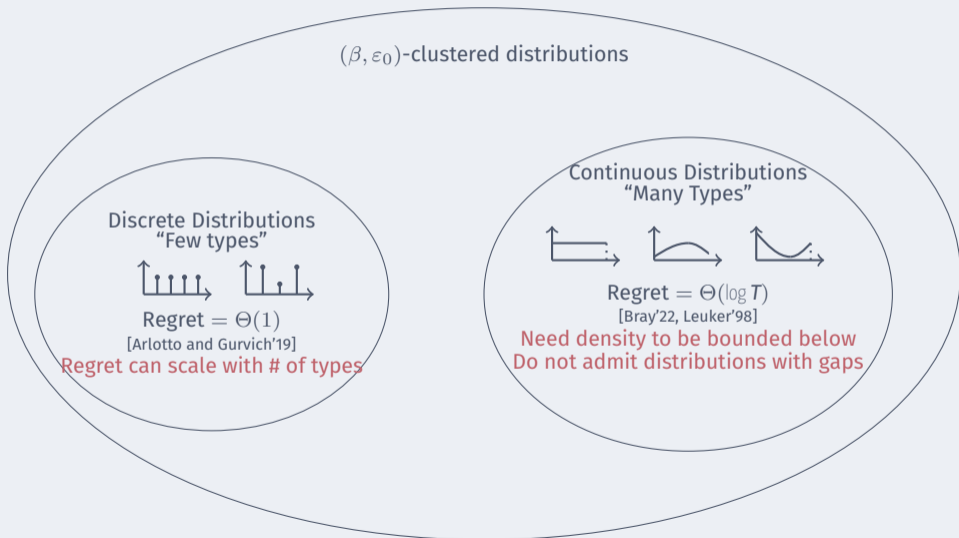 (β, ε₀)-clustered distributions
Discrete Distributions
“Few types”
Regret = Θ(1)
[Arlotto and Gurvich’19]
Regret can scale with # of types
Continuous Distributions
“Many Types”
Regret = Θ(log T)
[Bray’22, Leuker’98]
Need density to be bounded below
Do not admit distributions with gaps